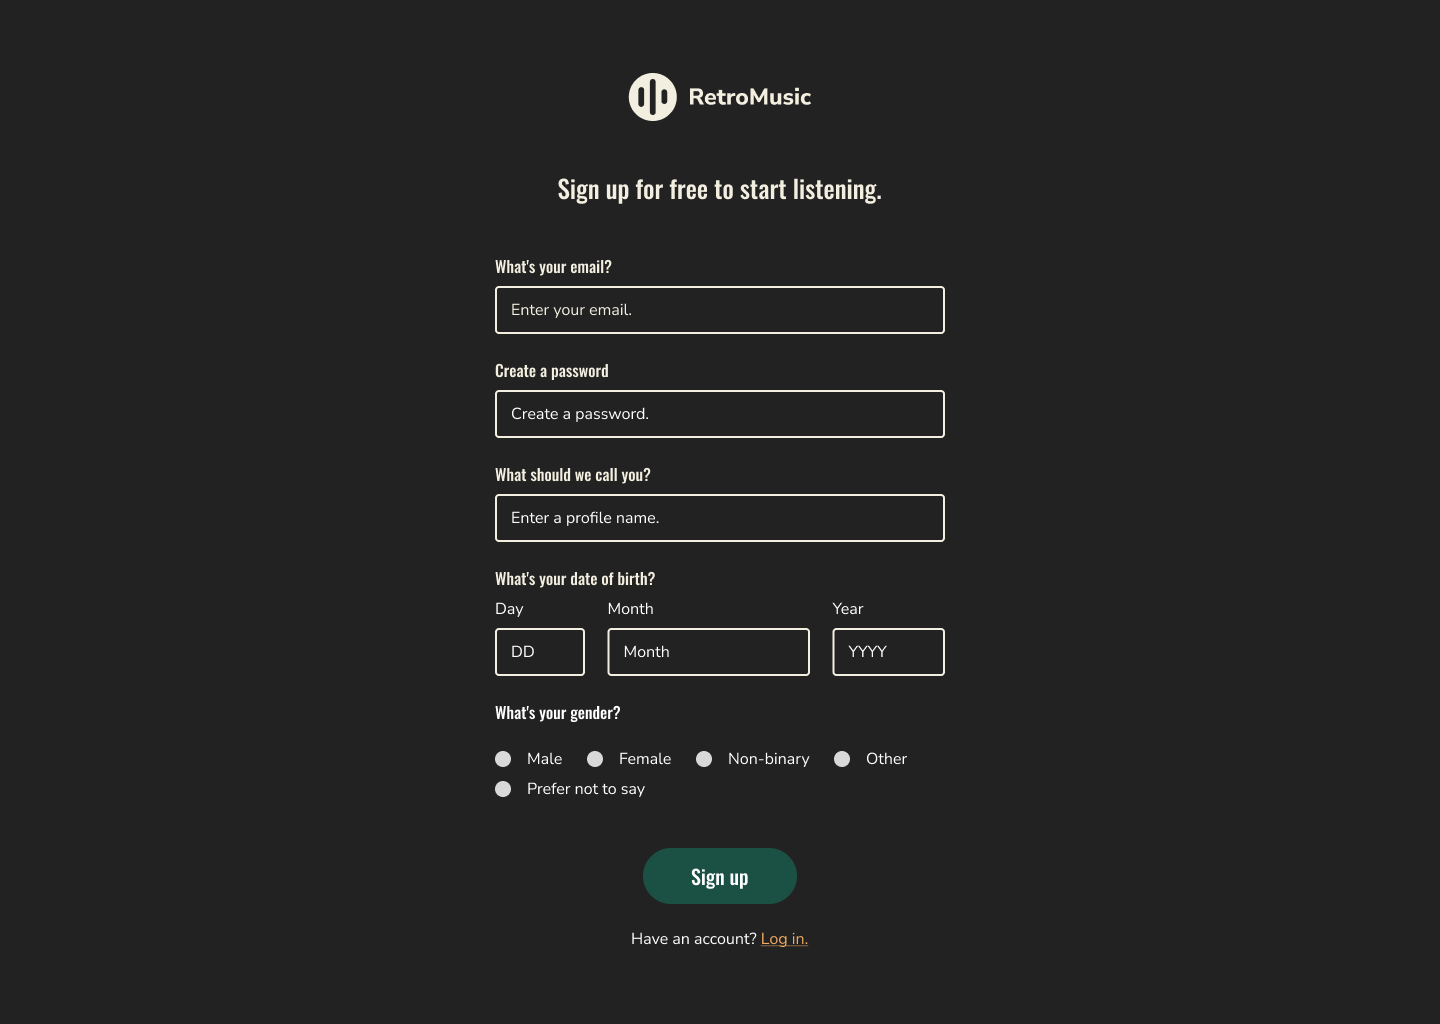 RetroMusic
Sign up for free to start listening.
What's your email?
Enter your email.
Create a password
Create a password.
What should we call you?
Enter a profile name.
What's your date of birth?
Day Month Year
DD Month YYYY
What's your gender?
Male Female Non-binary Other
Prefer not to say
Sign up
Have an account? Log in.